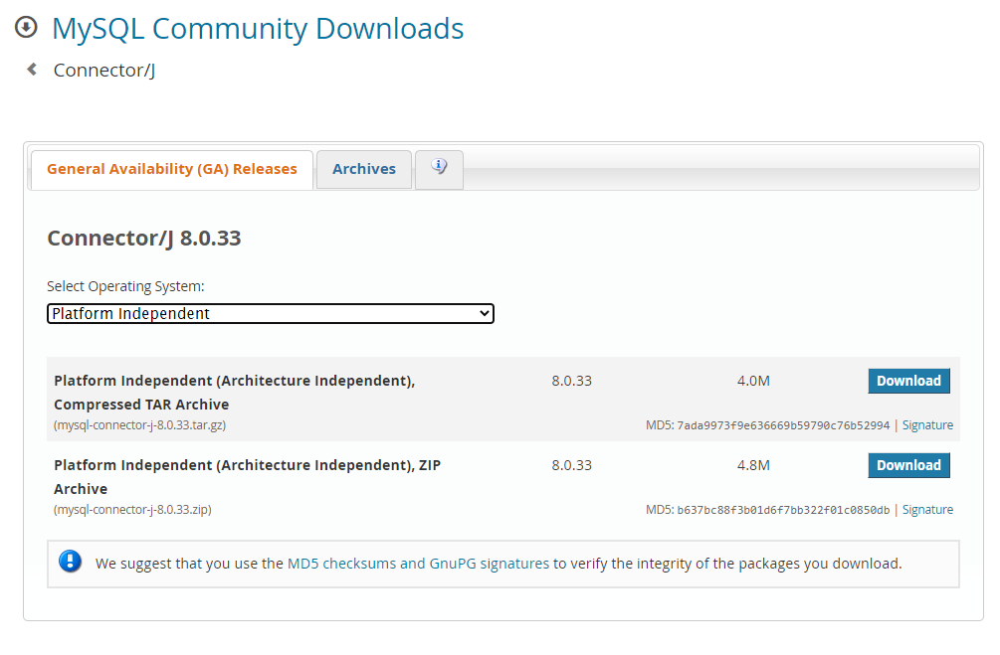 MySQL Community Downloads
Connector/J
General Availability (GA) Releases
Archives
Connector/J 8.0.33
Select Operating System:
Platform Independent
Platform Independent (Architecture Independent), 8.0.33 4.0M Download
Compressed TAR Archive
(mysql-connector-j-8.0.33.tar.gz) MD5: 7ada9973f9e636669b59790c76b52994 | Signature
Platform Independent (Architecture Independent), ZIP 8.0.33 4.8M Download
Archive
(mysql-connector-j-8.0.33.zip) MD5: b637bc88f3b01d6f7bb322f01c0850db | Signature
We suggest that you use the MD5 checksums and GnuPG signatures to verify the integrity of the packages you download.